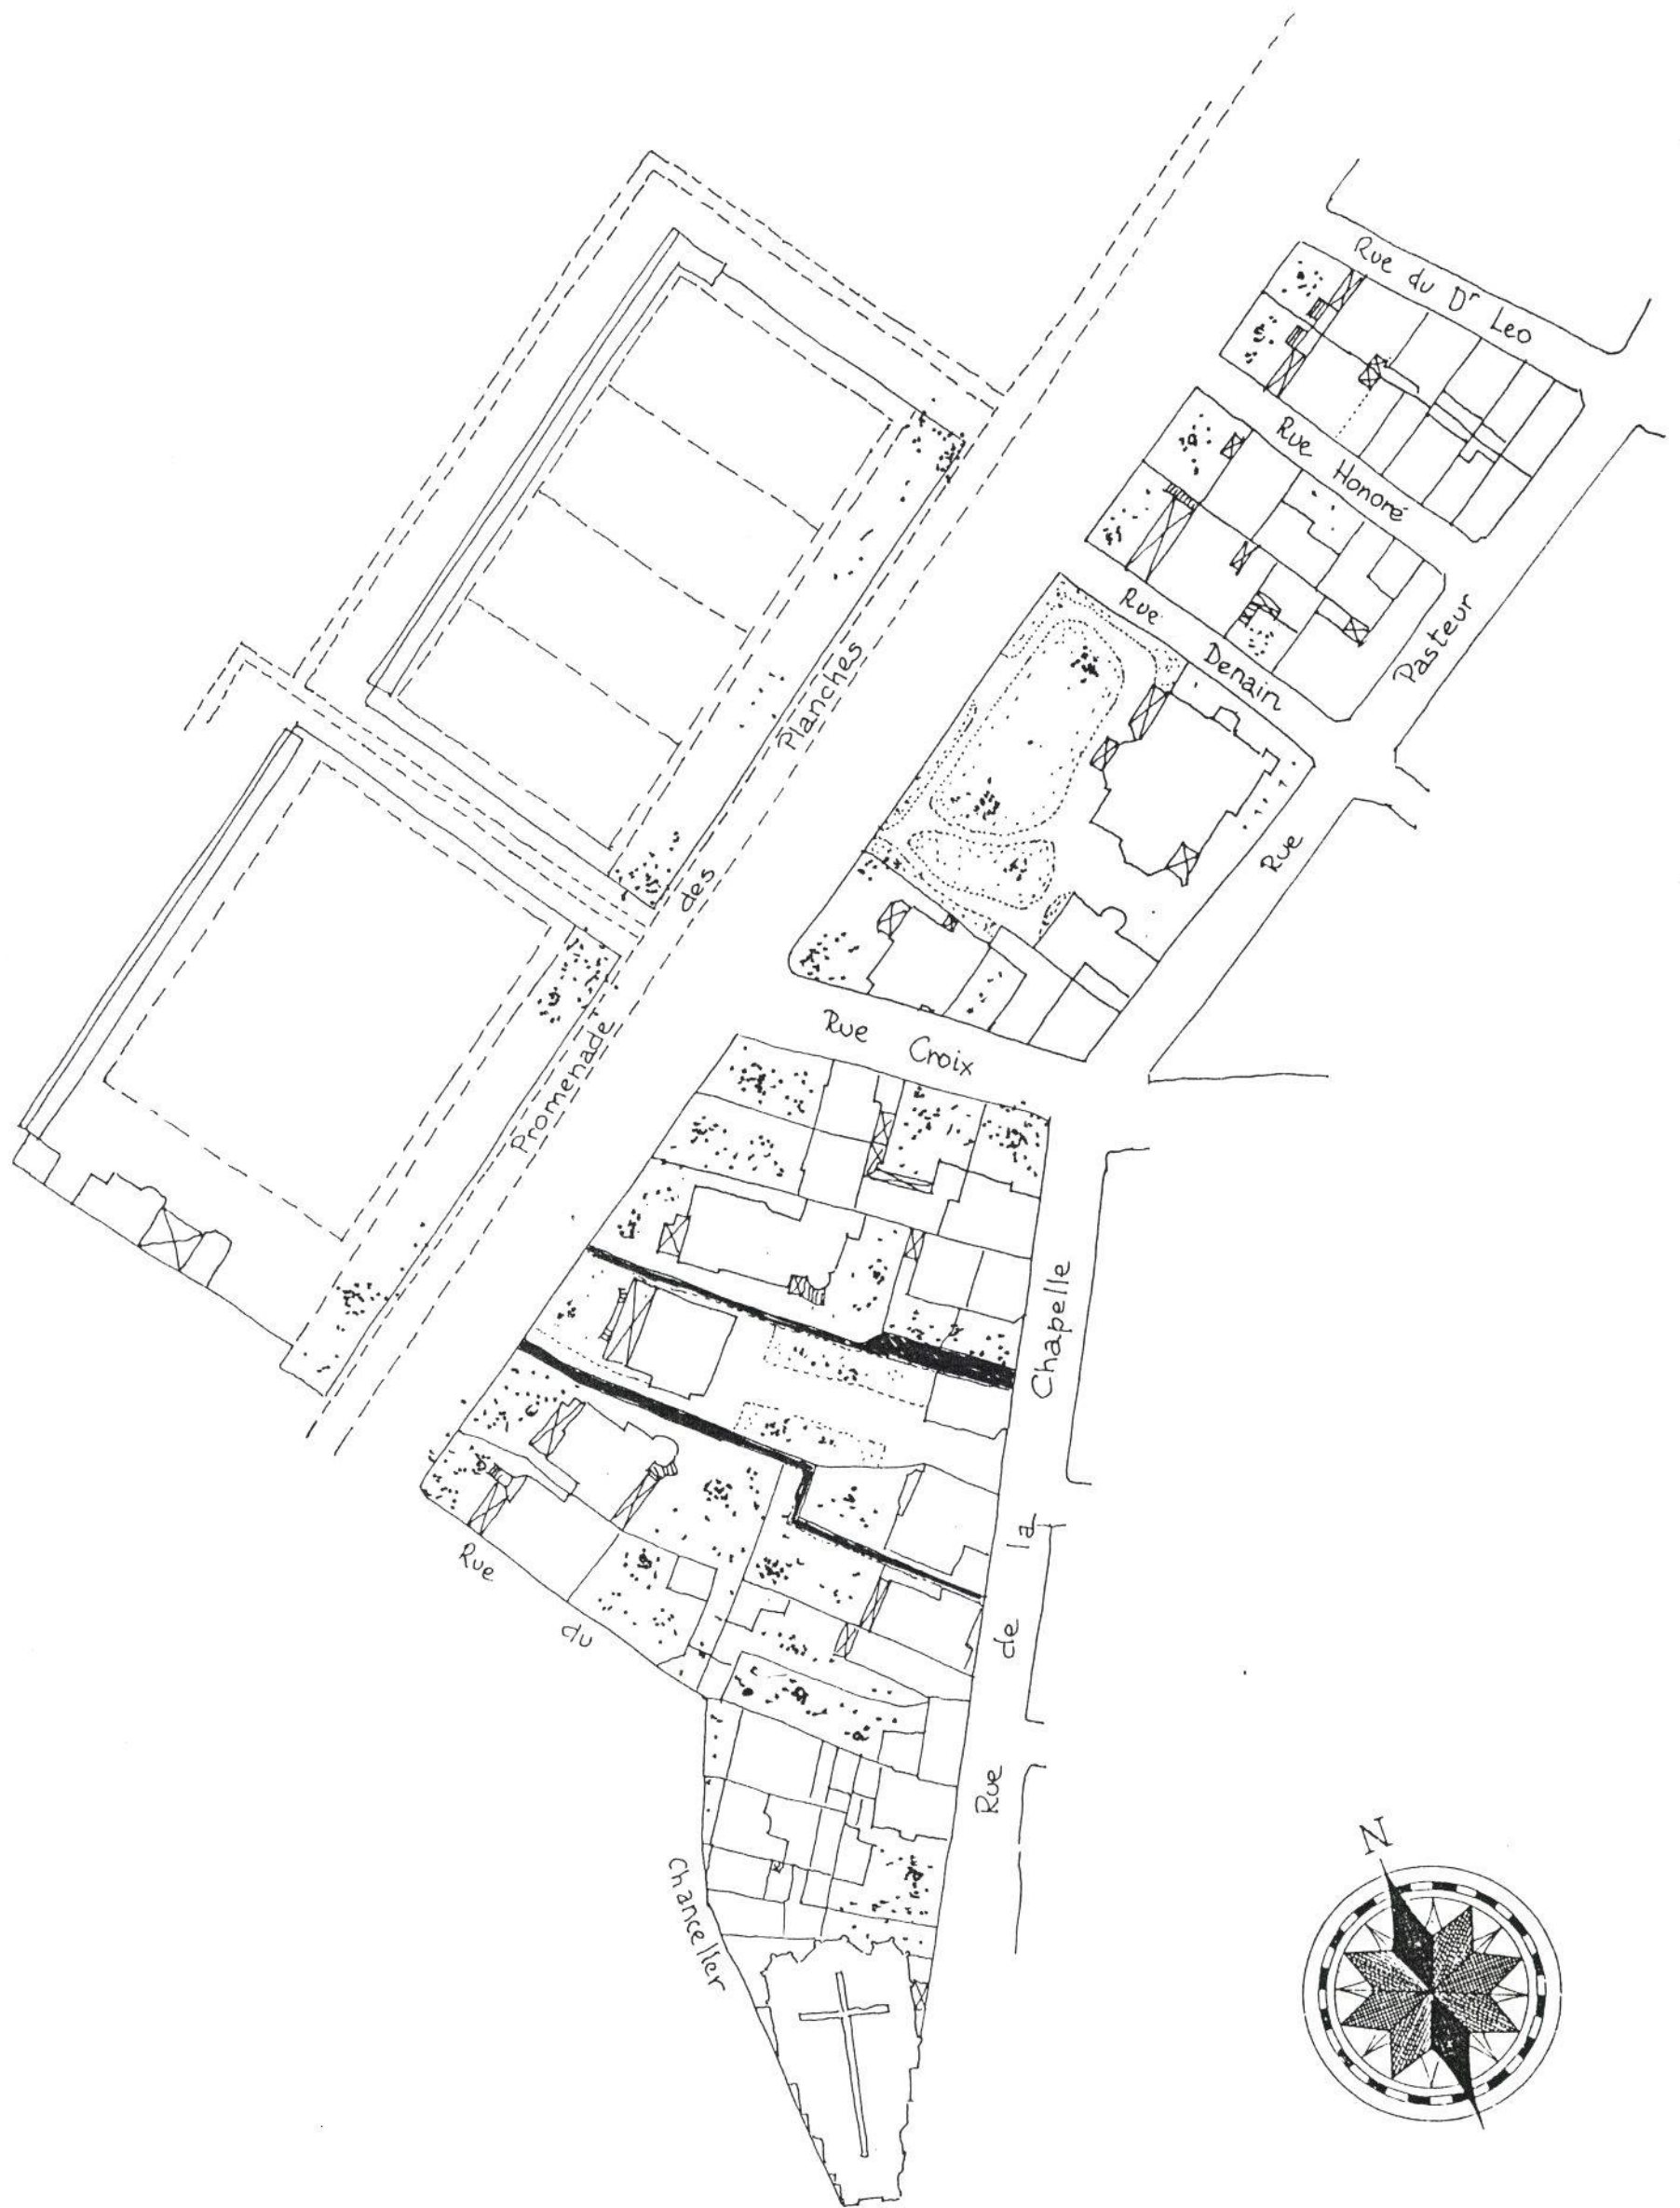 Rue du Dr Leo
Rue Honoré
Rue Denain
Rue Pasteur
Promenade des Planches
Rue Croix
Rue de la Chapelle
Rue du Chanceller
N